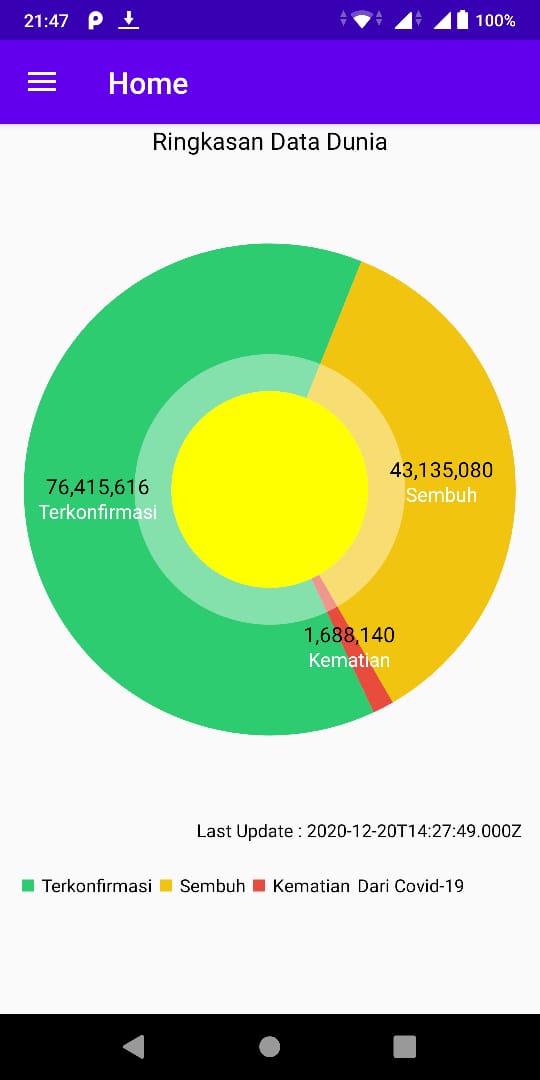 21:47 100%
Home
Ringkasan Data Dunia
43,135,080
Sembuh
76,415,616
Terkonfirmasi
1,688,140
Kematian
Last Update : 2020-12-20T14:27:49.000Z
Terkonfirmasi Sembuh Kematian Dari Covid-19